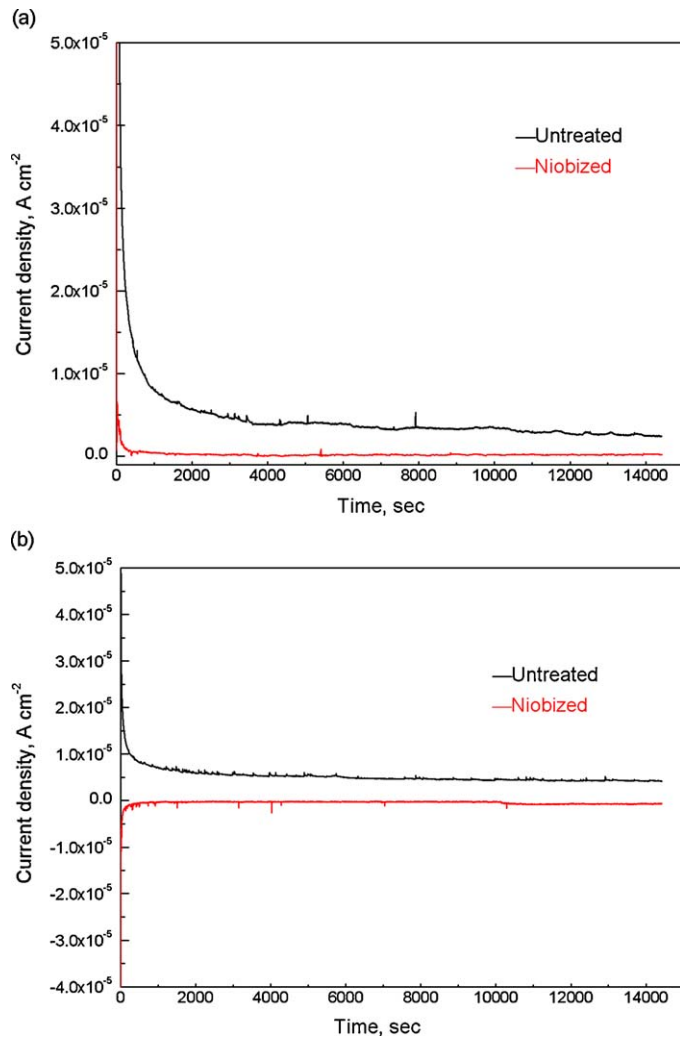 (a)
5.0x10⁻⁵
4.0x10⁻⁵
3.0x10⁻⁵
2.0x10⁻⁵
1.0x10⁻⁵
0.0
Current density, A cm⁻²
Untreated
Niobized
0 2000 4000 6000 8000 10000 12000 14000
Time, sec
(b)
5.0x10⁻⁵
4.0x10⁻⁵
3.0x10⁻⁵
2.0x10⁻⁵
1.0x10⁻⁵
0.0
-1.0x10⁻⁵
-2.0x10⁻⁵
-3.0x10⁻⁵
-4.0x10⁻⁵
Current density, A cm⁻²
Untreated
Niobized
0 2000 4000 6000 8000 10000 12000 14000
Time, sec